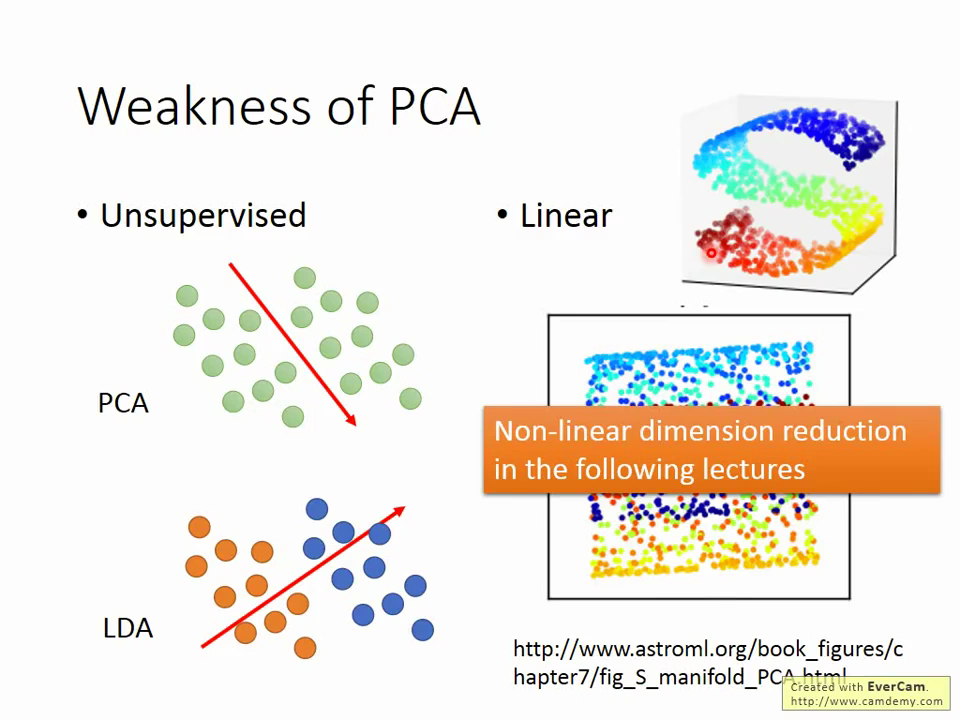 Weakness of PCA
• Unsupervised
• Linear
PCA
Non-linear dimension reduction
in the following lectures
LDA
http://www.astroml.org/book_figures/c
hapter7/fig_S_manifold_PCA.html
Created with EverCam.
http://www.camdemy.com